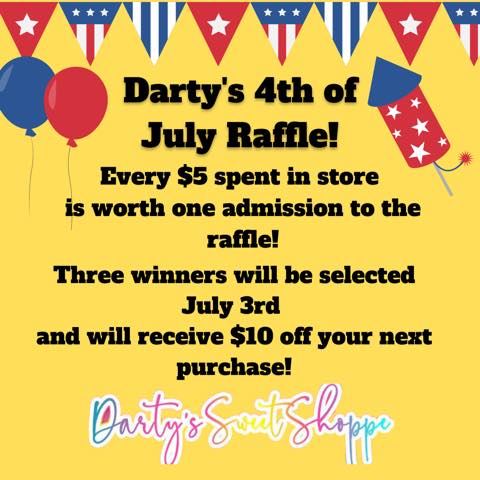 Darty's 4th of
July Raffle!
Every $5 spent in store
is worth one admission to the
raffle!
Three winners will be selected
July 3rd
and will receive $10 off your next
purchase!
Darty's Sweet Shoppe